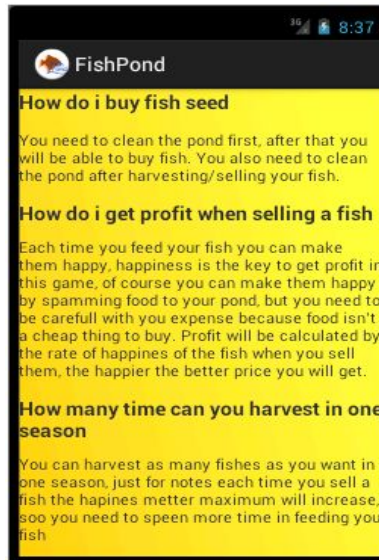 3G 8:37
FishPond
How do i buy fish seed
You need to clean the pond first, after that you
will be able to buy fish. You also need to clean
the pond after harvesting/selling your fish.
How do i get profit when selling a fish
Each time you feed your fish you can make
them happy, happiness is the key to get profit in
this game, of course you can make them happy
by spamming food to your pond, but you need to
be carefull with you expense because food isn't
a cheap thing to buy. Profit will be calculated by
the rate of happines of the fish when you sell
them, the happier the better price you will get.
How many time can you harvest in one
season
You can harvest as many fishes as you want in
one season, just for notes each time you sell a
fish the hapines metter maximum will increase,
soo you need to speen more time in feeding you
fish